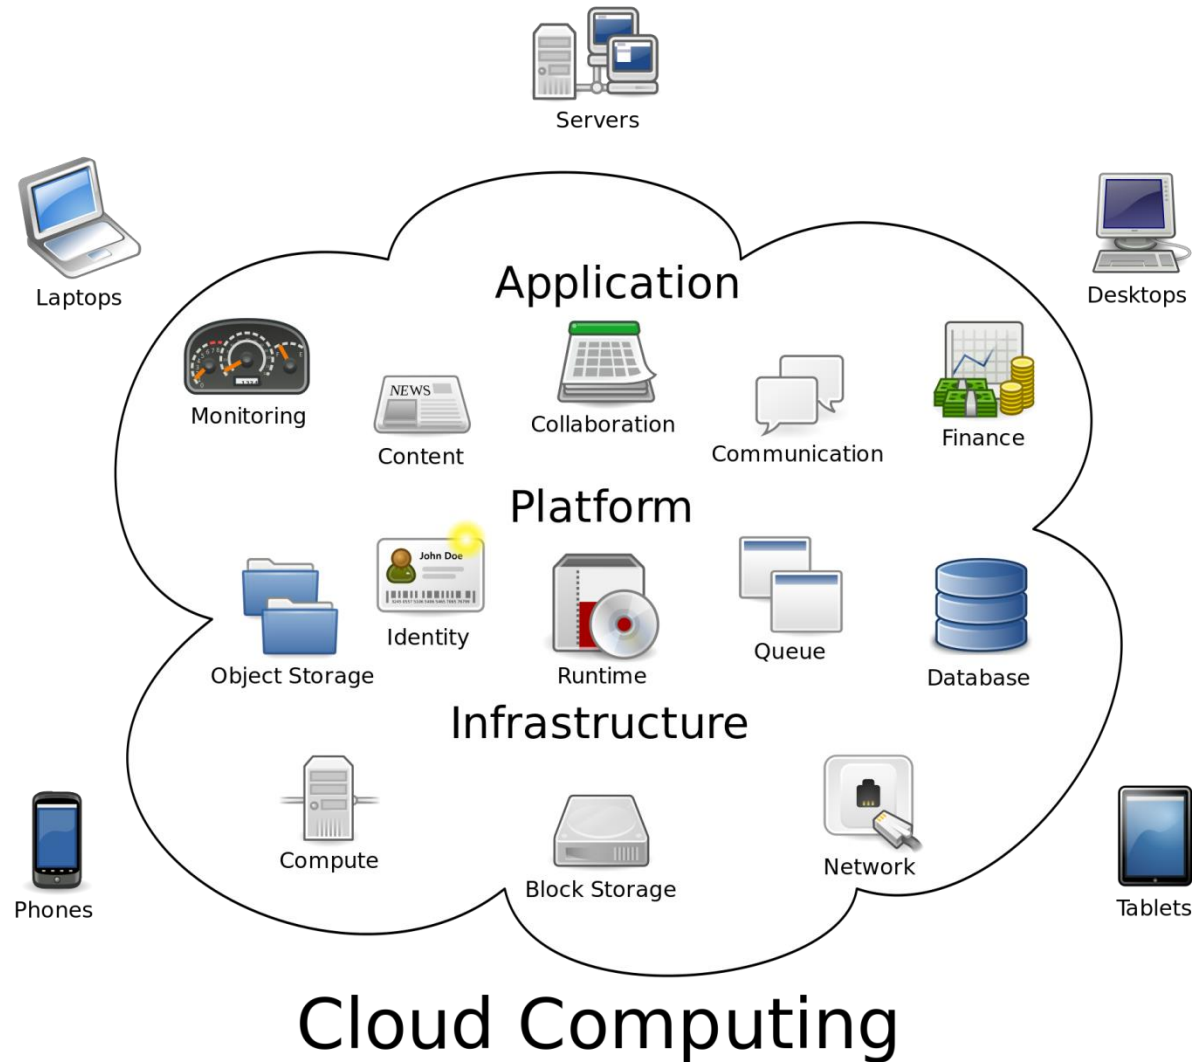 Servers
Laptops
Desktops
Application
Monitoring
NEWS
Content
Collaboration
Communication
Finance
Platform
Object Storage
John Doe
Identity
Runtime
Queue
Database
Infrastructure
Compute
Block Storage
Network
Phones
Tablets
Cloud Computing